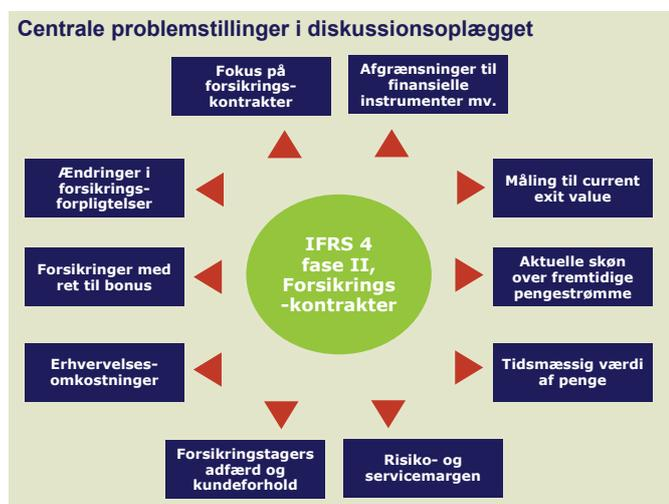 Centrale problemstillinger i diskussionsoplægget
Fokus på
forsikrings-
kontrakter
Afgrænsninger til
finansielle
instrumenter mv.
Ændringer i
forsikrings-
forpligtelser
Måling til current
exit value
IFRS 4
fase II,
Forsikrings
-kontrakter
Forsikringer med
ret til bonus
Aktuelle skøn
over fremtidige
pengestrømme
Erhvervelses-
omkostninger
Tidsmæssig værdi
af penge
Forsikringstagers
adfærd og
kundeforhold
Risiko- og
servicemargen